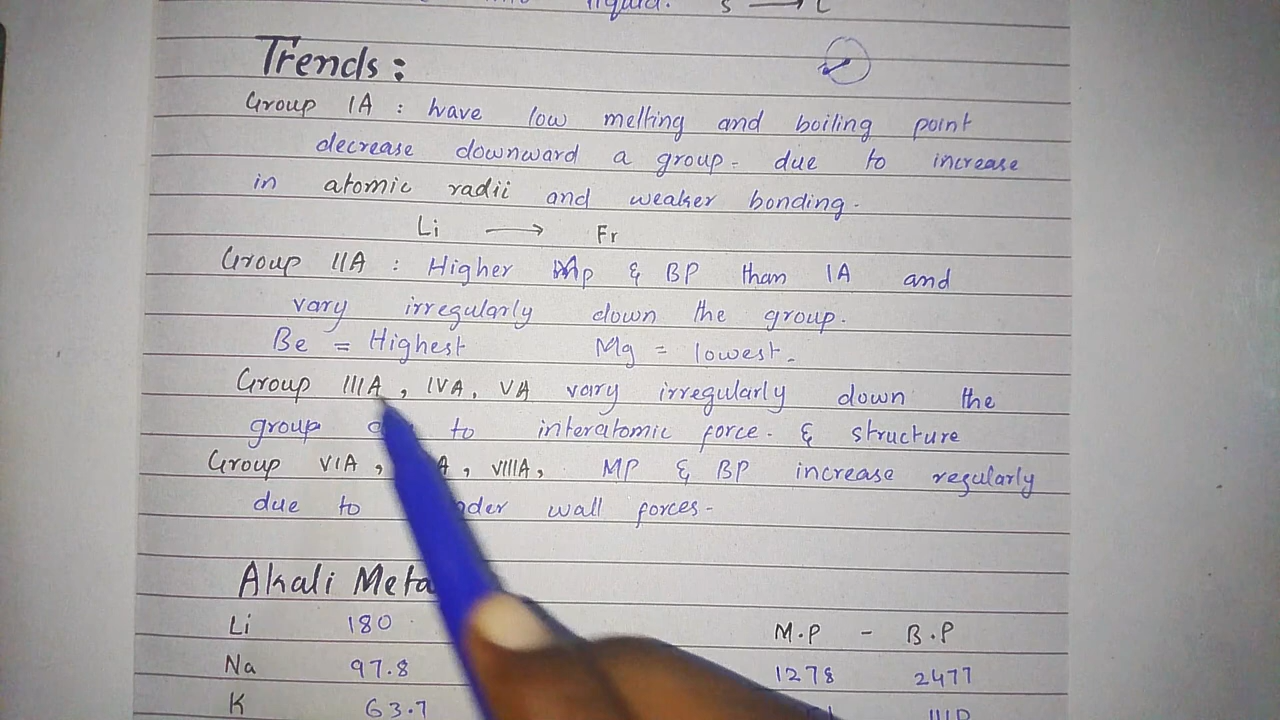 liquid. S → L
Trends:
Group IA : have low melting and boiling point
decrease downward a group. due to increase
in atomic radii and weaker bonding.
Li → Fr
Group IIA : Higher Mp & BP than IA and
vary irregularly down the group.
Be = Highest Mg = lowest.
Group IIIA, IVA, VA vary irregularly down the
group to interatomic force. & structure
Group VIA, VIIIA, MP & BP increase regularly
due to wall forces.
Akali
Li 180 M.P - B.P
Na 97.8 1278 2477
K 63.7